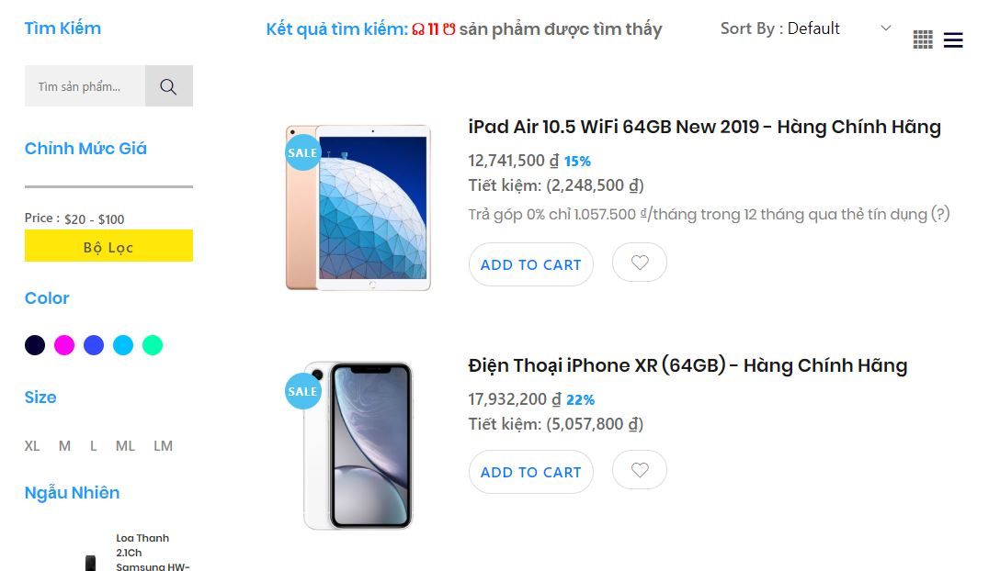 Tìm Kiếm
Tìm sản phẩm...
Chỉnh Mức Giá
Price : $20 - $100
Bộ Lọc
Color
Size
XL M L ML LM
Ngẫu Nhiên
Loa Thanh
2.1Ch
Samsung HW-
Kết quả tìm kiếm: ᘏ 11 ᘐ sản phẩm được tìm thấy
Sort By : Default
SALE
iPad Air 10.5 WiFi 64GB New 2019 - Hàng Chính Hãng
12,741,500 ₫ 15%
Tiết kiệm: (2,248,500 ₫)
Trả góp 0% chỉ 1.057.500 ₫/tháng trong 12 tháng qua thẻ tín dụng (?)
ADD TO CART
SALE
Điện Thoại iPhone XR (64GB) - Hàng Chính Hãng
17,932,200 ₫ 22%
Tiết kiệm: (5,057,800 ₫)
ADD TO CART